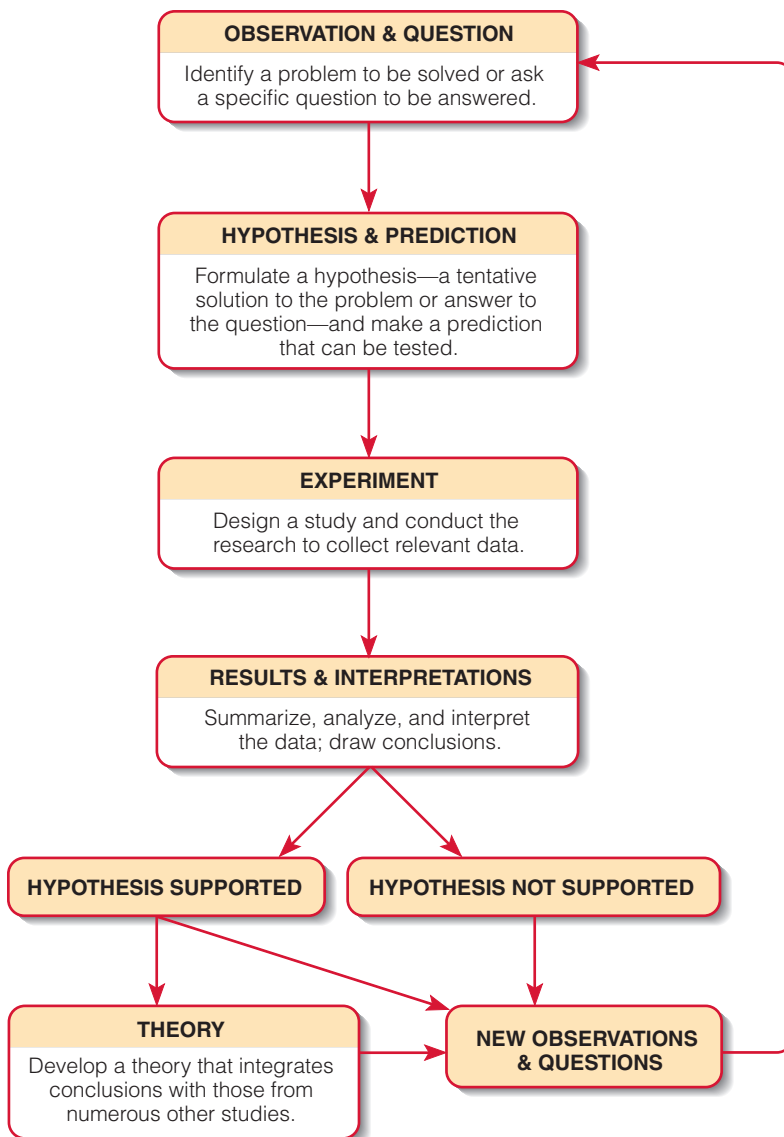 OBSERVATION & QUESTION
Identify a problem to be solved or ask
a specific question to be answered.
HYPOTHESIS & PREDICTION
Formulate a hypothesis—a tentative
solution to the problem or answer to
the question—and make a prediction
that can be tested.
EXPERIMENT
Design a study and conduct the
research to collect relevant data.
RESULTS & INTERPRETATIONS
Summarize, analyze, and interpret
the data; draw conclusions.
HYPOTHESIS SUPPORTED
HYPOTHESIS NOT SUPPORTED
THEORY
Develop a theory that integrates
conclusions with those from
numerous other studies.
NEW OBSERVATIONS
& QUESTIONS